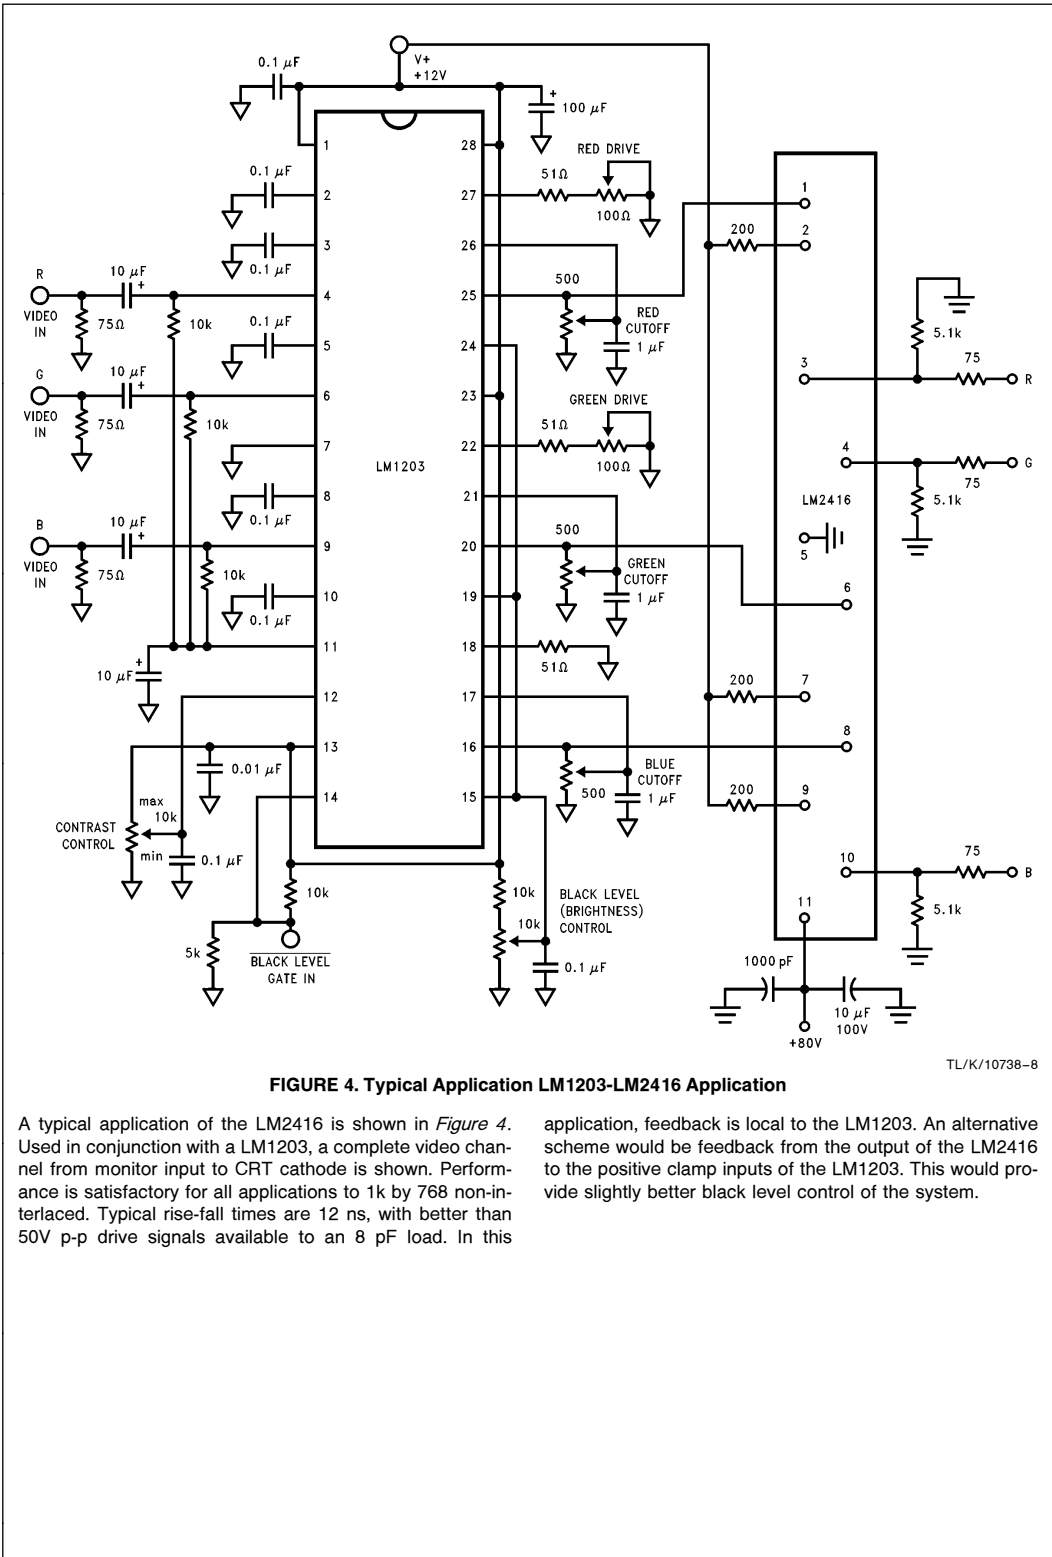 0.1 μF
V+
+12V
+
100 μF
1
28
RED DRIVE
0.1 μF
2
27
51Ω
100Ω
1
3
26
200
2
0.1 μF
R
10 μF
+
4
25
500
VIDEO
IN
75Ω
10k
0.1 μF
RED
CUTOFF
5
24
1 μF
5.1k
G
10 μF
+
3
75
R
6
23
GREEN DRIVE
VIDEO
IN
75Ω
10k
51Ω
7
22
100Ω
LM1203
4
75
G
8
21
0.1 μF
LM2416
5.1k
B
10 μF
+
9
20
500
5
VIDEO
IN
75Ω
10k
GREEN
CUTOFF
10
19
1 μF
6
0.1 μF
11
18
51Ω
+
10 μF
12
17
200
7
13
16
8
0.01 μF
BLUE
CUTOFF
14
15
500
1 μF
200
9
max
10k
CONTRAST
CONTROL
min
0.1 μF
10
75
B
10k
10k
BLACK LEVEL
(BRIGHTNESS)
CONTROL
11
5.1k
10k
5k
BLACK LEVEL
GATE IN
0.1 μF
1000 pF
10 μF
100V
+80V
TL/K/10738–8
FIGURE 4. Typical Application LM1203-LM2416 Application
A typical application of the LM2416 is shown in Figure 4.
Used in conjunction with a LM1203, a complete video chan-
nel from monitor input to CRT cathode is shown. Perform-
ance is satisfactory for all applications to 1k by 768 non-in-
terlaced. Typical rise-fall times are 12 ns, with better than
50V p-p drive signals available to an 8 pF load. In this
application, feedback is local to the LM1203. An alternative
scheme would be feedback from the output of the LM2416
to the positive clamp inputs of the LM1203. This would pro-
vide slightly better black level control of the system.